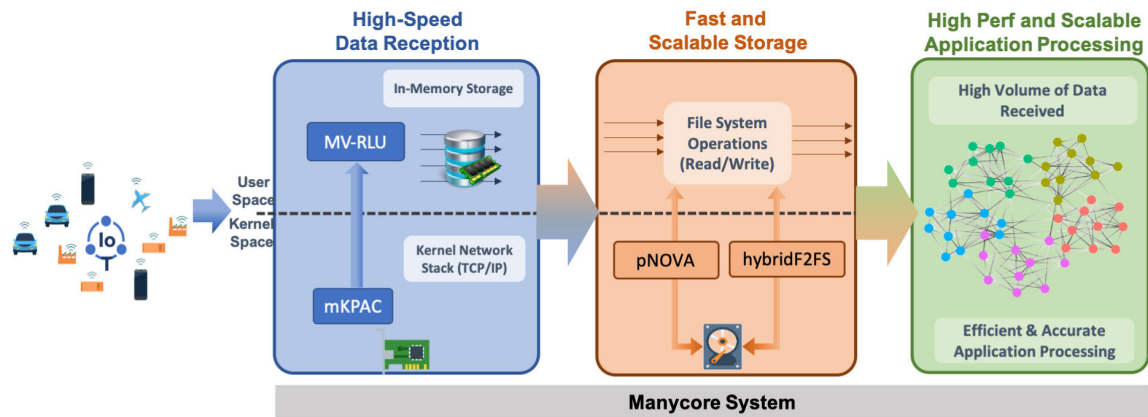 High-Speed
Data Reception
Fast and
Scalable Storage
High Perf and Scalable
Application Processing
In-Memory Storage
MV-RLU
User
Space
Kernel
Space
Kernel Network
Stack (TCP/IP)
mKPAC
Io
File System
Operations
(Read/Write)
pNOVA
hybridF2FS
High Volume of Data
Received
Efficient & Accurate
Application Processing
Manycore System